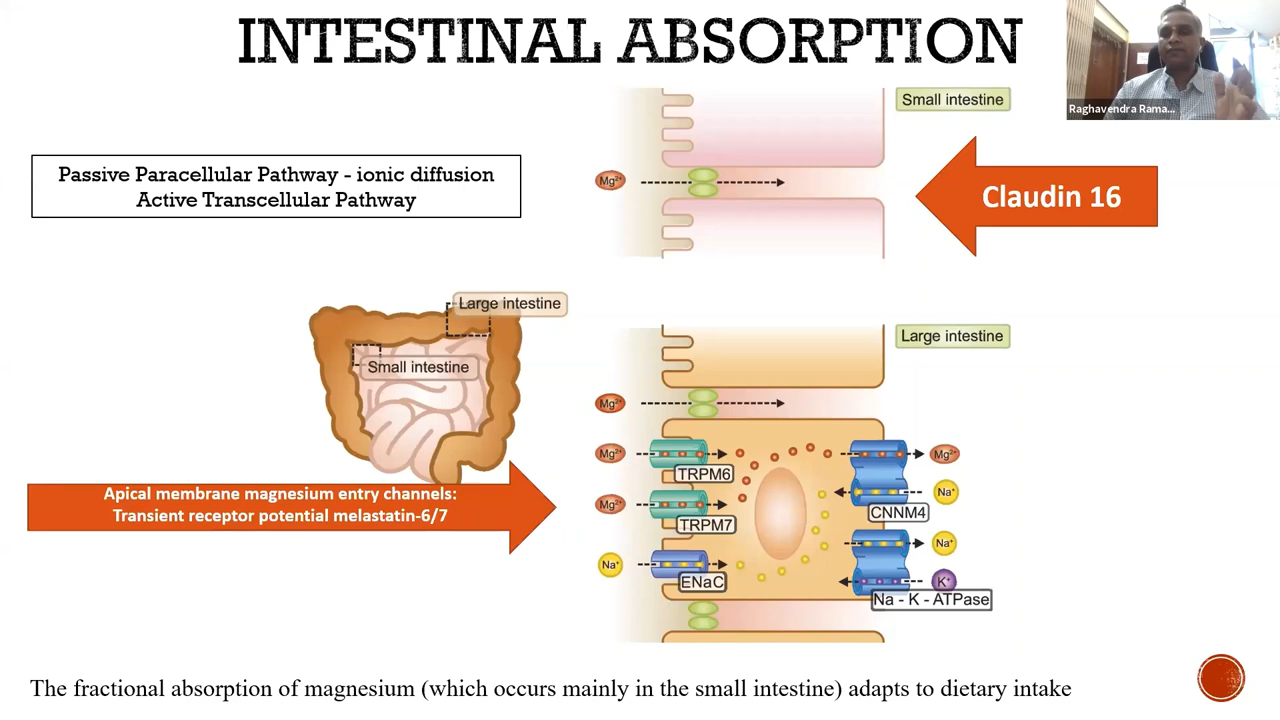 INTESTINAL ABSORPTION
Raghavendra Rama...
Small intestine
Passive Paracellular Pathway - ionic diffusion
Active Transcellular Pathway
Mg²⁺
Claudin 16
Large intestine
Small intestine
Large intestine
Mg²⁺
Mg²⁺
TRPM6
Mg²⁺
Na⁺
CNNM4
Apical membrane magnesium entry channels:
Transient receptor potential melastatin-6/7
Mg²⁺
TRPM7
Na⁺
Na⁺
ENaC
K⁺
Na - K - ATPase
The fractional absorption of magnesium (which occurs mainly in the small intestine) adapts to dietary intake